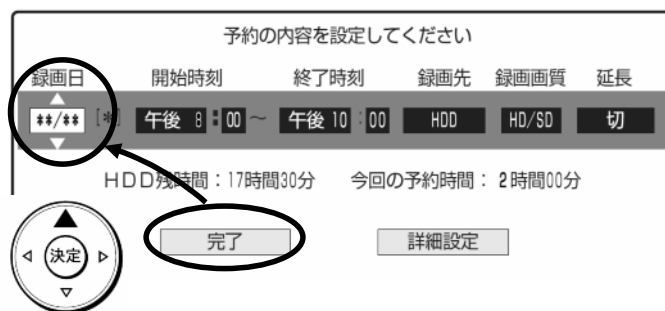 予約の内容を設定してください
録画日 開始時刻 終了時刻 録画先 録画画質 延長
**/** [*] 午後 8:00 ～ 午後 10:00 HDD HD/SD 切
HDD残時間：17時間30分 今回の予約時間： 2時間00分
完了 詳細設定
決定